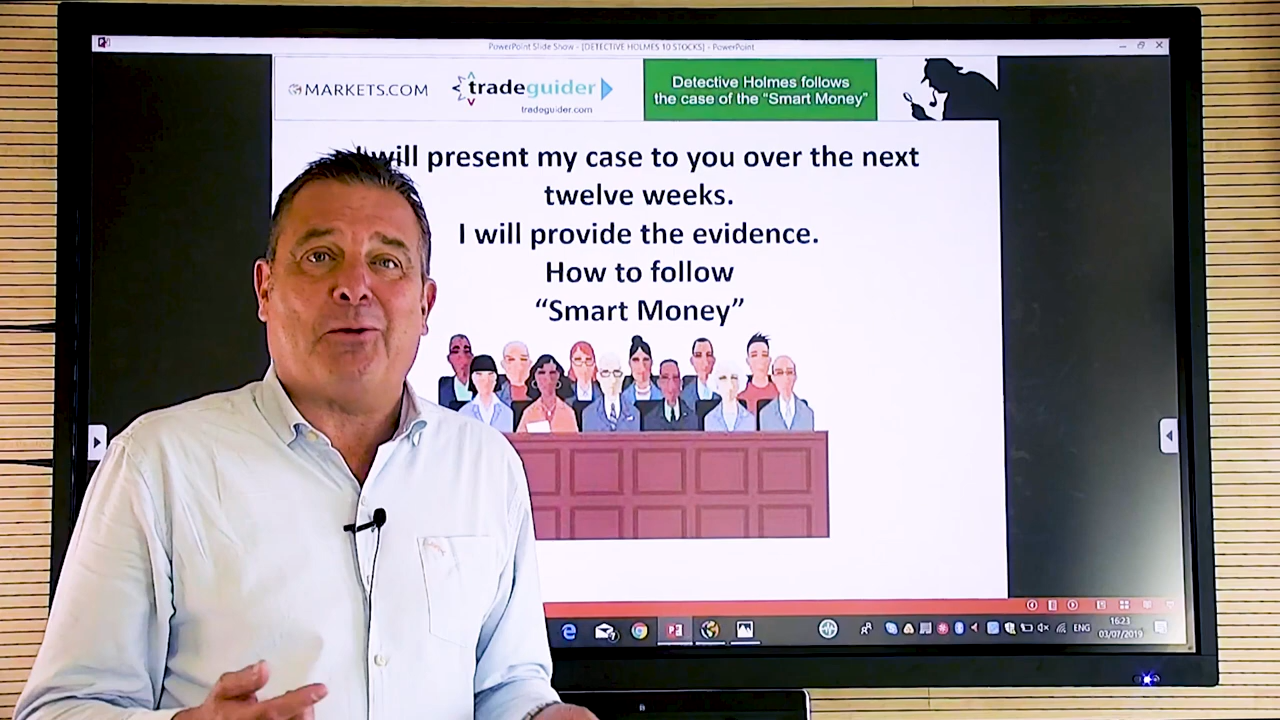 PowerPoint Slide Show - [DETECTIVE HOLMES 10 STOCKS] - PowerPoint
MARKETS.COM
tradeguider
tradeguider.com
Detective Holmes follows
the case of the “Smart Money”
I will present my case to you over the next
twelve weeks.
I will provide the evidence.
How to follow
“Smart Money”
ENG
16:23
03/07/2019